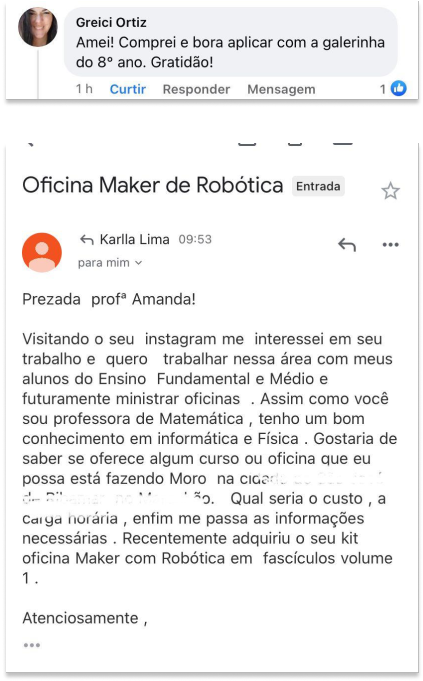 Greici Ortiz
Amei! Comprei e bora aplicar com a galerinha
do 8º ano. Gratidão!
1 h Curtir Responder Mensagem 1
Oficina Maker de Robótica Entrada
Karlla Lima 09:53
para mim
Prezada profª Amanda!
Visitando o seu instagram me interessei em seu
trabalho e quero trabalhar nessa área com meus
alunos do Ensino Fundamental e Médio e
futuramente ministrar oficinas . Assim como você
sou professora de Matemática , tenho um bom
conhecimento em informática e Física . Gostaria de
saber se oferece algum curso ou oficina que eu
possa está fazendo Moro na
Qual seria o custo , a
carga horária , enfim me passa as informações
necessárias . Recentemente adquiriu o seu kit
oficina Maker com Robótica em fascículos volume
1 .
Atenciosamente ,